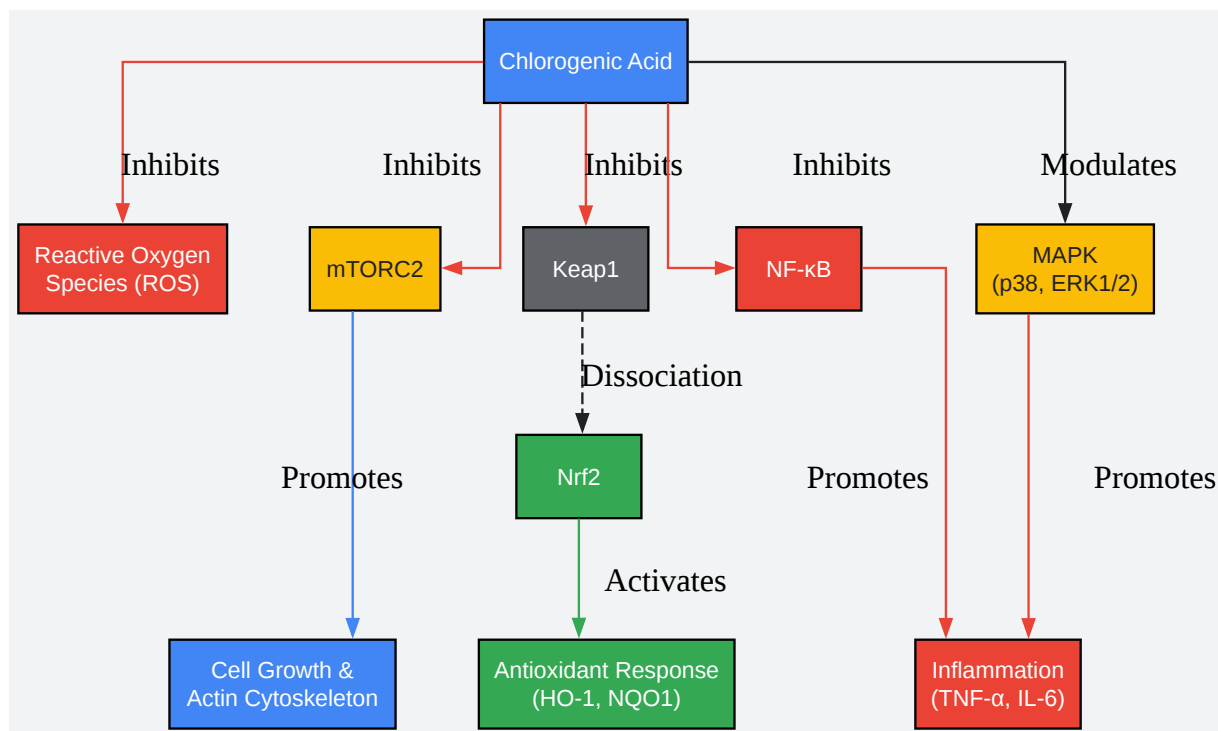 Chlorogenic Acid
Inhibits
Inhibits
Inhibits
Inhibits
Modulates
Reactive Oxygen
Species (ROS)
mTORC2
Keap1
NF-κB
MAPK
(p38, ERK1/2)
Dissociation
Promotes
Nrf2
Promotes
Promotes
Activates
Cell Growth &
Actin Cytoskeleton
Antioxidant Response
(HO-1, NQO1)
Inflammation
(TNF-α, IL-6)